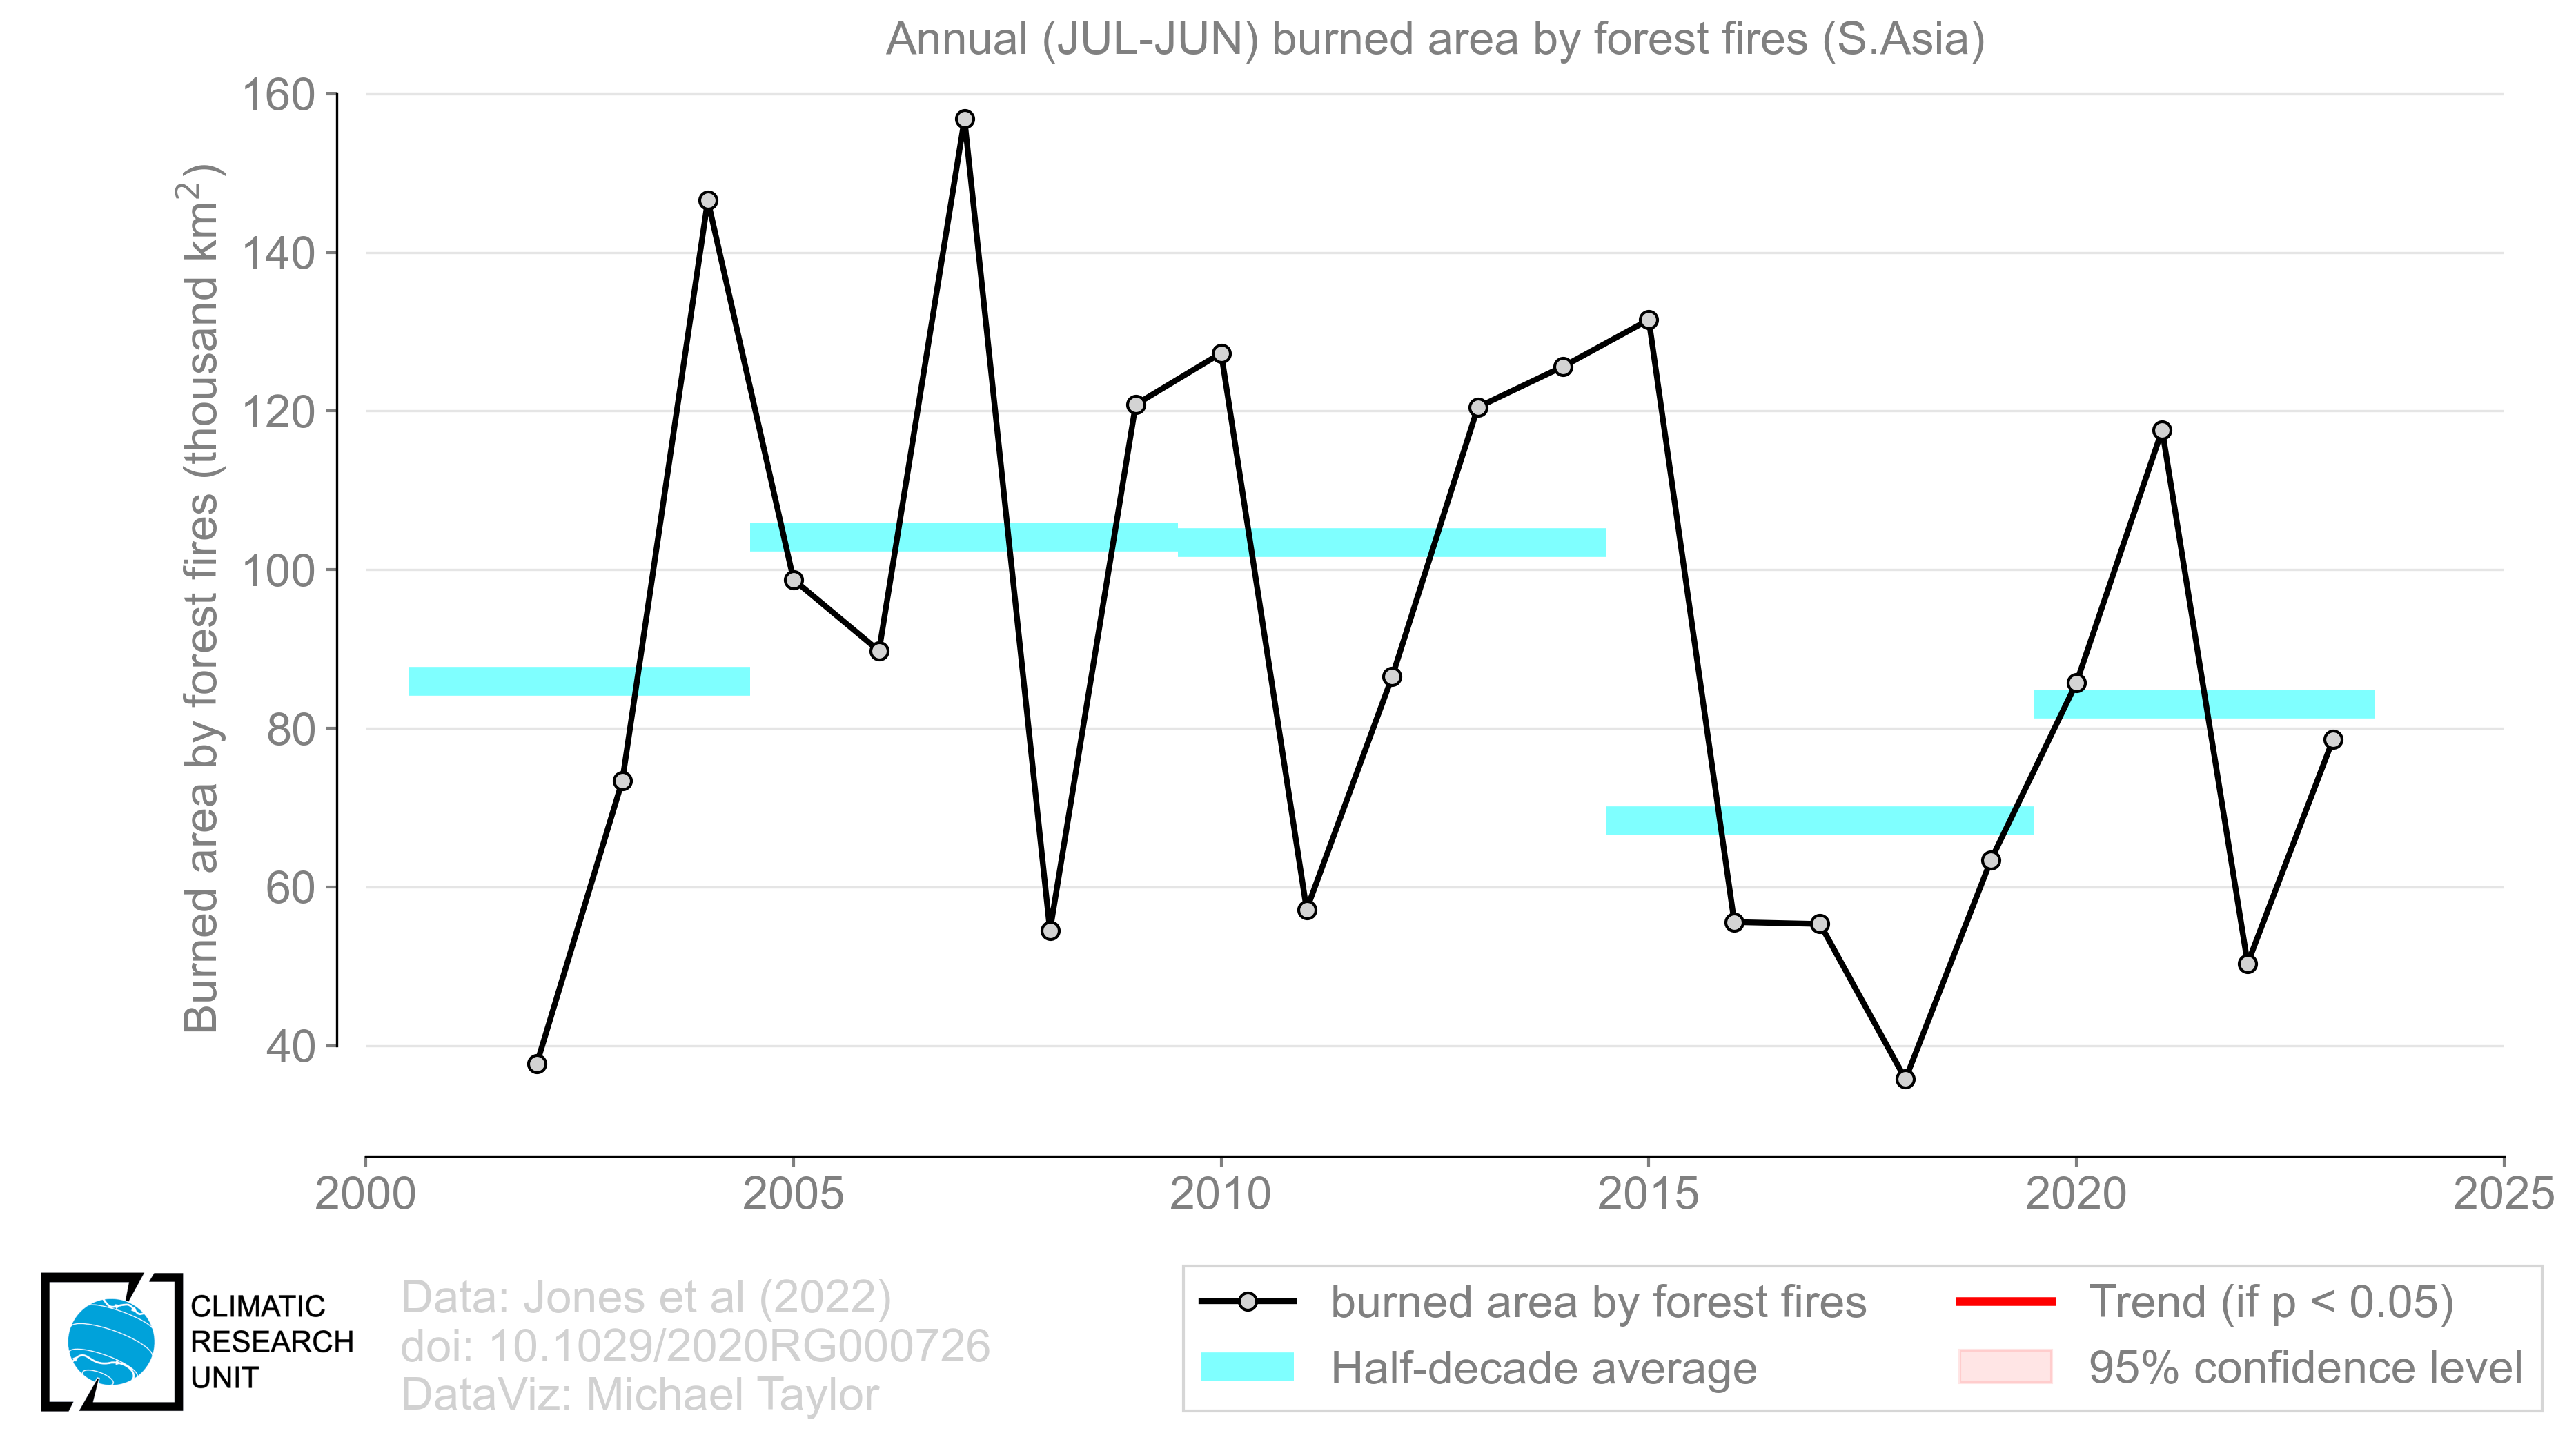 Annual (JUL-JUN) burned area by forest fires (S.Asia)
Burned area by forest fires (thousand km²)
160
140
120
100
80
60
40
2000
2005
2010
2015
2020
2025
CLIMATIC
RESEARCH
UNIT
Data: Jones et al (2022)
doi: 10.1029/2020RG000726
DataViz: Michael Taylor
burned area by forest fires
Half-decade average
Trend (if p < 0.05)
95% confidence level